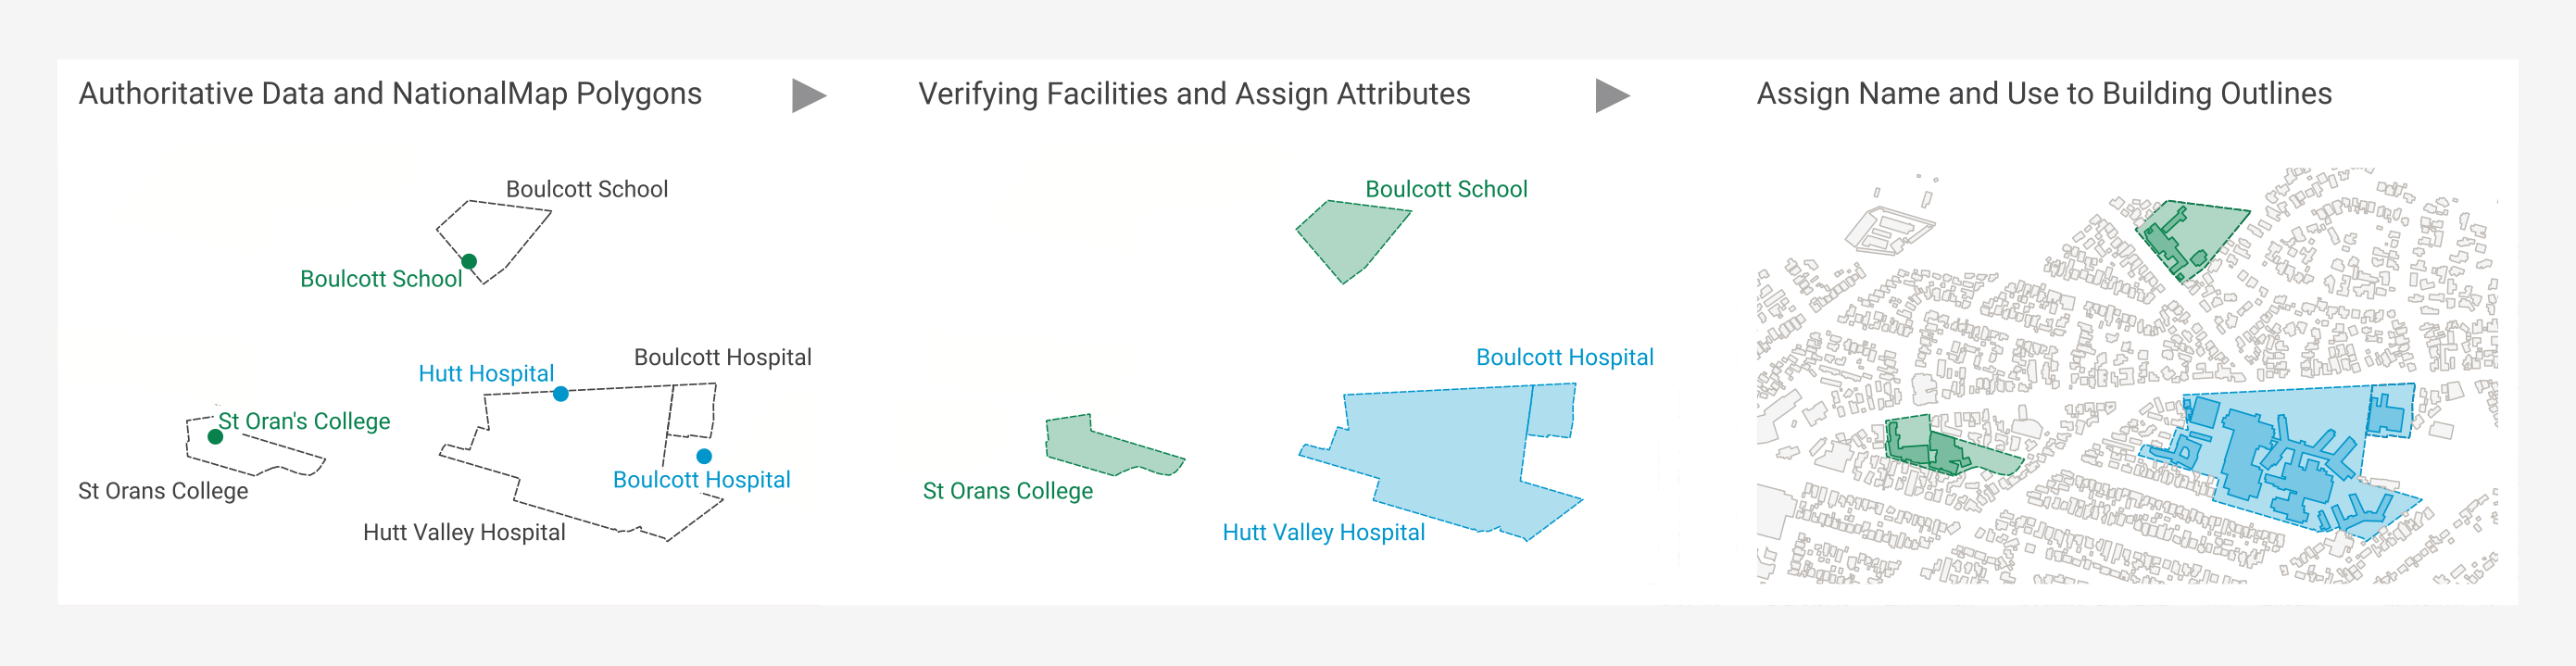 Authoritative Data and NationalMap Polygons
Boulcott School
Boulcott School
Boulcott Hospital
Hutt Hospital
St Oran's College
Boulcott Hospital
St Orans College
Hutt Valley Hospital
Verifying Facilities and Assign Attributes
Boulcott School
Boulcott Hospital
St Orans College
Hutt Valley Hospital
Assign Name and Use to Building Outlines